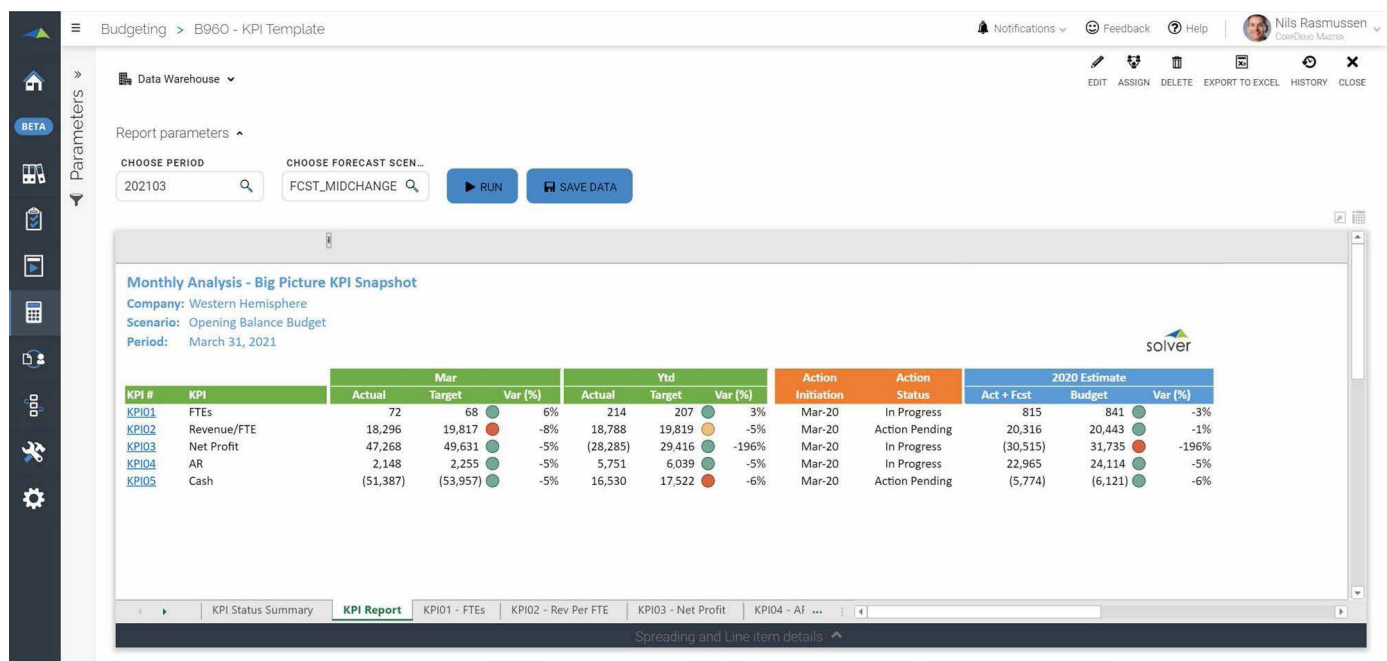 Budgeting > B960 - KPI Template
Notifications Feedback Help
Nils Rasmussen
CorpDemo Master
Data Warehouse
EDIT ASSIGN DELETE EXPORT TO EXCEL HISTORY CLOSE
BETA
Parameters
Report parameters
CHOOSE PERIOD CHOOSE FORECAST SCEN...
202103 FCST_MIDCHANGE RUN SAVE DATA
Monthly Analysis - Big Picture KPI Snapshot
Company: Western Hemisphere
Scenario: Opening Balance Budget
Period: March 31, 2021
solver
Mar Ytd Action Action 2020 Estimate
KPI # KPI Actual Target Var (%) Actual Target Var (%) Initiation Status Act + Fcst Budget Var (%)
KPI01 FTEs 72 68 6% 214 207 3% Mar-20 In Progress 815 841 -3%
KPI02 Revenue/FTE 18,296 19,817 -8% 18,788 19,819 -5% Mar-20 Action Pending 20,316 20,443 -1%
KPI03 Net Profit 47,268 49,631 -5% (28,285) 29,416 -196% Mar-20 In Progress (30,515) 31,735 -196%
KPI04 AR 2,148 2,255 -5% 5,751 6,039 -5% Mar-20 In Progress 22,965 24,114 -5%
KPI05 Cash (51,387) (53,957) -5% 16,530 17,522 -6% Mar-20 Action Pending (5,774) (6,121) -6%
KPI Status Summary KPI Report KPI01 - FTEs KPI02 - Rev Per FTE KPI03 - Net Profit KPI04 - AF ...
Spreading and Line item details